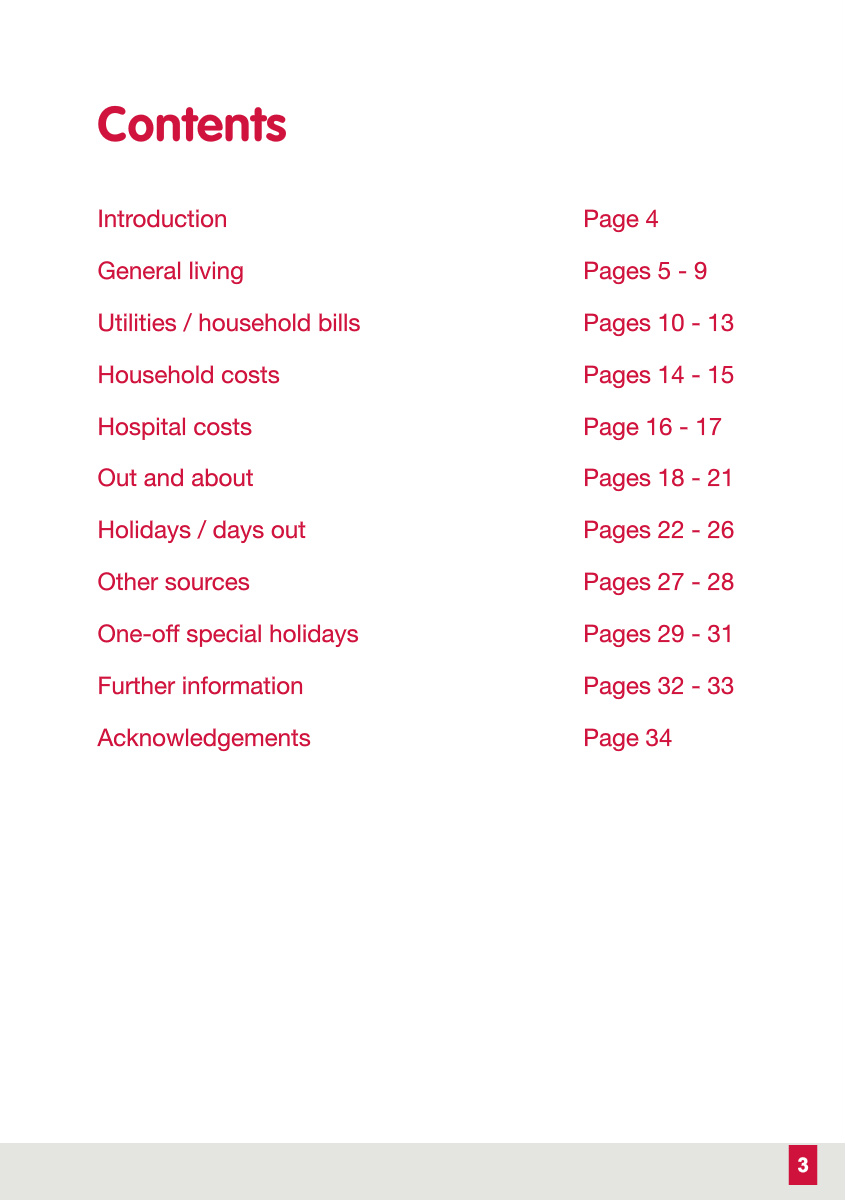 Contents
Introduction Page 4
General living Pages 5 - 9
Utilities / household bills Pages 10 - 13
Household costs Pages 14 - 15
Hospital costs Page 16 - 17
Out and about Pages 18 - 21
Holidays / days out Pages 22 - 26
Other sources Pages 27 - 28
One-off special holidays Pages 29 - 31
Further information Pages 32 - 33
Acknowledgements Page 34
3